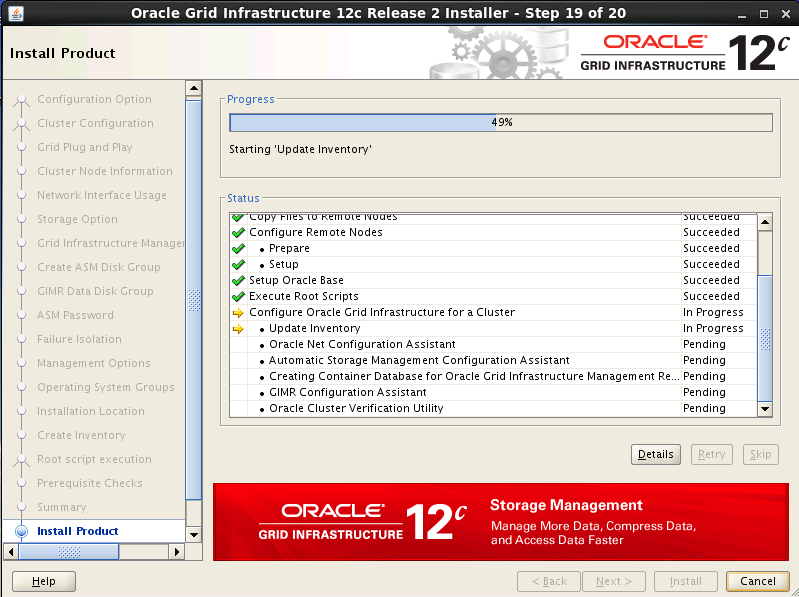 Oracle Grid Infrastructure 12c Release 2 Installer - Step 19 of 20
Install Product
ORACLE
GRID INFRASTRUCTURE 12c
Configuration Option
Cluster Configuration
Grid Plug and Play
Cluster Node Information
Network Interface Usage
Storage Option
Grid Infrastructure Manager
Create ASM Disk Group
GIMR Data Disk Group
ASM Password
Failure Isolation
Management Options
Operating System Groups
Installation Location
Create Inventory
Root script execution
Prerequisite Checks
Summary
Install Product
Progress
49%
Starting 'Update Inventory'
Status
Copy Files to Remote Nodes Succeeded
Configure Remote Nodes Succeeded
• Prepare Succeeded
• Setup Succeeded
Setup Oracle Base Succeeded
Execute Root Scripts Succeeded
Configure Oracle Grid Infrastructure for a Cluster In Progress
• Update Inventory In Progress
• Oracle Net Configuration Assistant Pending
• Automatic Storage Management Configuration Assistant Pending
• Creating Container Database for Oracle Grid Infrastructure Management Re... Pending
• GIMR Configuration Assistant Pending
• Oracle Cluster Verification Utility Pending
Details Retry Skip
ORACLE
GRID INFRASTRUCTURE 12c
Storage Management
Manage More Data, Compress Data,
and Access Data Faster
Help < Back Next > Install Cancel